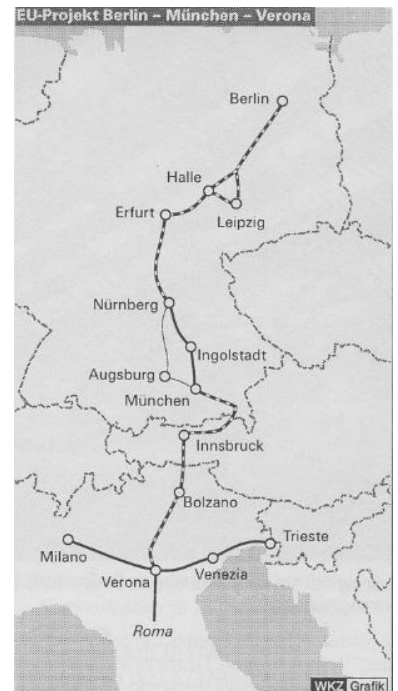 EU-Projekt Berlin – München – Verona
Berlin
Halle
Erfurt
Leipzig
Nürnberg
Ingolstadt
Augsburg
München
Innsbruck
Bolzano
Trieste
Milano
Venezia
Verona
Roma
WKZ Grafik